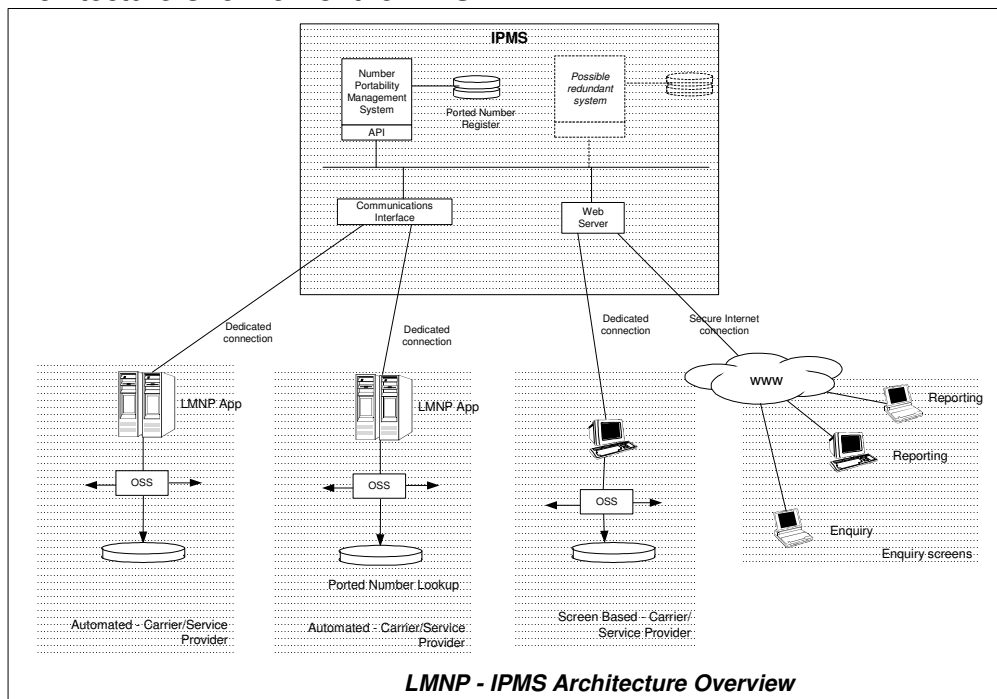 IPMS
Number
Portability
Management
System
API
Ported Number
Register
Possible
redundant
system
Communications
Interface
Web
Server
Dedicated
connection
Dedicated
connection
Dedicated
connection
Secure Internet
connection
LMNP App
LMNP App
www
Reporting
Reporting
Enquiry
Enquiry screens
OSS
OSS
OSS
Ported Number Lookup
Automated - Carrier/Service
Provider
Automated - Carrier/Service
Provider
Screen Based - Carrier/
Service Provider
LMNP - IPMS Architecture Overview